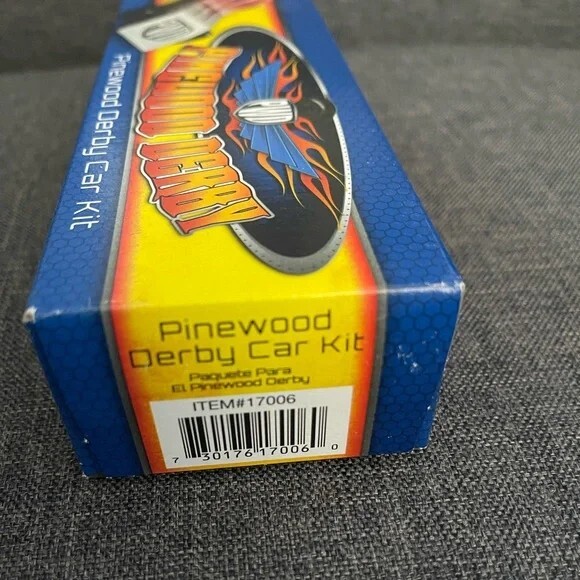 Pinewood Derby Car Kit
PINEWOOD DERBY
PWD
Pinewood
Derby Car Kit
Paquete Para
El Pinewood Derby
ITEM#17006
7 30176 17006 0